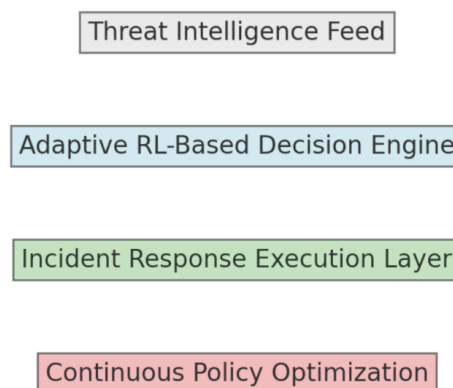 Threat Intelligence Feed
Adaptive RL-Based Decision Engine
Incident Response Execution Layer
Continuous Policy Optimization